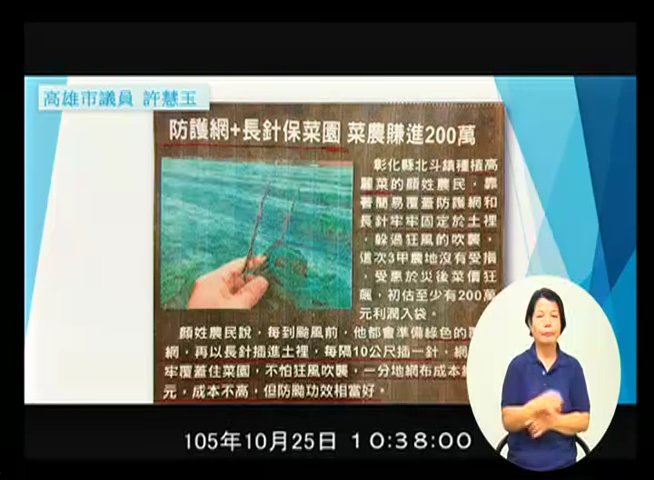 高雄市議員 許慧玉
防護網+長針保菜園 菜農賺進200萬
彰化縣北斗鎮種植高
麗菜的顏姓農民，靠
著簡易覆蓋防護網和
長針牢牢固定於土裡
，躲過狂風的吹襲，
這次3甲農地沒有受損
，受惠於災後菜價狂
飆，初估至少有200萬
元利潤入袋。
顏姓農民說，每到颱風前，他都會準備綠色的
網，再以長針插進土裡，每隔10公尺插一針，網
牢覆蓋住菜園，不怕狂風吹襲，一分地網布成本
元，成本不高，但防颱功效相當好。
105年10月25日 10:38:00